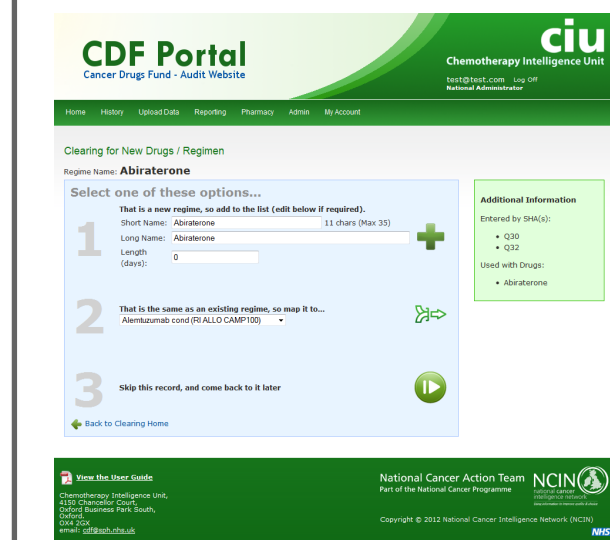 CDF Portal
Cancer Drugs Fund - Audit Website
ciu
Chemotherapy Intelligence Unit
test@test.com Log Off
National Administrator
Home History Upload Data Reporting Pharmacy Admin My Account
Clearing for New Drugs / Regimen
Regime Name: Abiraterone
Select one of these options...
1
That is a new regime, so add to the list (edit below if required).
Short Name: Abiraterone 11 chars (Max 35)
Long Name: Abiraterone
Length
(days): 0
2
That is the same as an existing regime, so map it to...
Alemtuzumab cond (RI ALLO CAMP100)
3
Skip this record, and come back to it later
Back to Clearing Home
Additional Information
Entered by SHA(s):
Q30
Q32
Used with Drugs:
Abiraterone
View the User Guide
Chemotherapy Intelligence Unit,
4150 Chancellor Court,
Oxford Business Park South,
Oxford.
OX4 2GX
email: cdf@sph.nhs.uk
National Cancer Action Team
Part of the National Cancer Programme
NCIN
national cancer
intelligence network
Using information to improve quality & choice
Copyright © 2012 National Cancer Intelligence Network (NCIN)
NHS